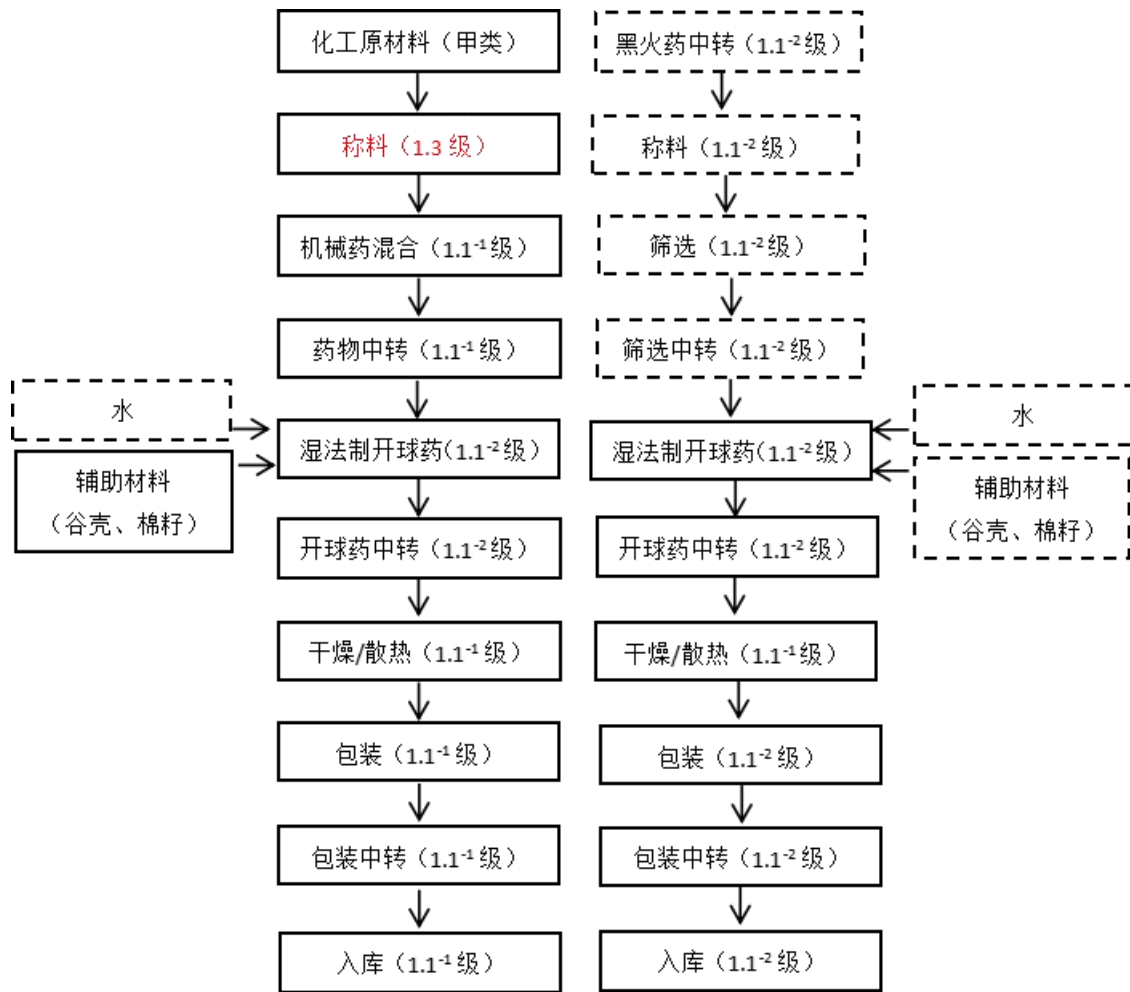 化工原材料（甲类）
黑火药中转（1.1⁻²级）
称料（1.3级）
称料（1.1⁻²级）
机械药混合（1.1⁻¹级）
筛选（1.1⁻²级）
药物中转（1.1⁻¹级）
筛选中转（1.1⁻²级）
水
水
湿法制开球药(1.1⁻²级）
湿法制开球药(1.1⁻²级）
辅助材料
（谷壳、棉籽）
辅助材料
（谷壳、棉籽）
开球药中转（1.1⁻²级）
开球药中转（1.1⁻²级）
干燥/散热（1.1⁻¹级）
干燥/散热（1.1⁻¹级）
包装（1.1⁻¹级）
包装（1.1⁻²级）
包装中转（1.1⁻¹级）
包装中转（1.1⁻²级）
入库（1.1⁻¹级）
入库（1.1⁻²级）